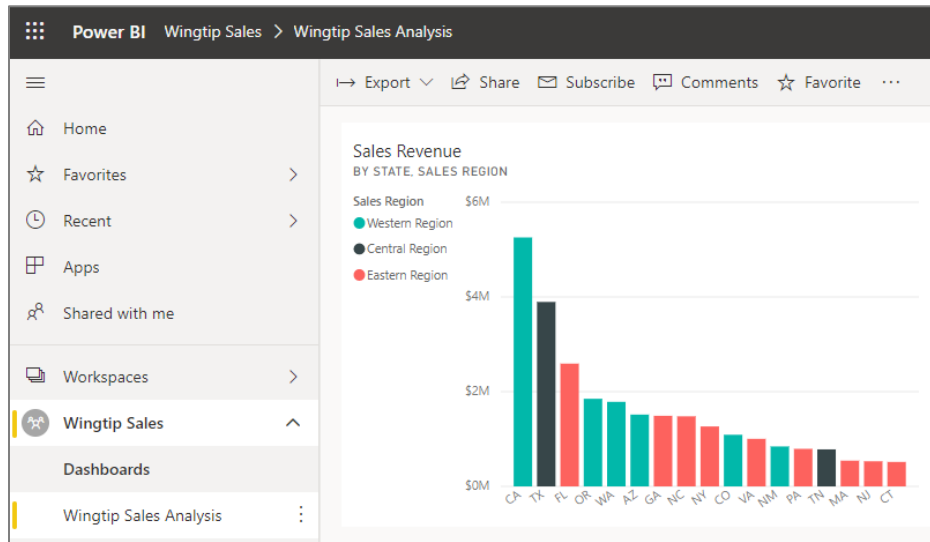 Power BI Wingtip Sales > Wingtip Sales Analysis
Export Share Subscribe Comments Favorite ...
Home
Favorites
Recent
Apps
Shared with me
Workspaces
Wingtip Sales
Dashboards
Wingtip Sales Analysis
Sales Revenue
BY STATE, SALES REGION
Sales Region
Western Region
Central Region
Eastern Region
$6M
$4M
$2M
$0M
CA TX FL OR WA AZ GA NC NY CO VA NM PA TN MA NJ CT